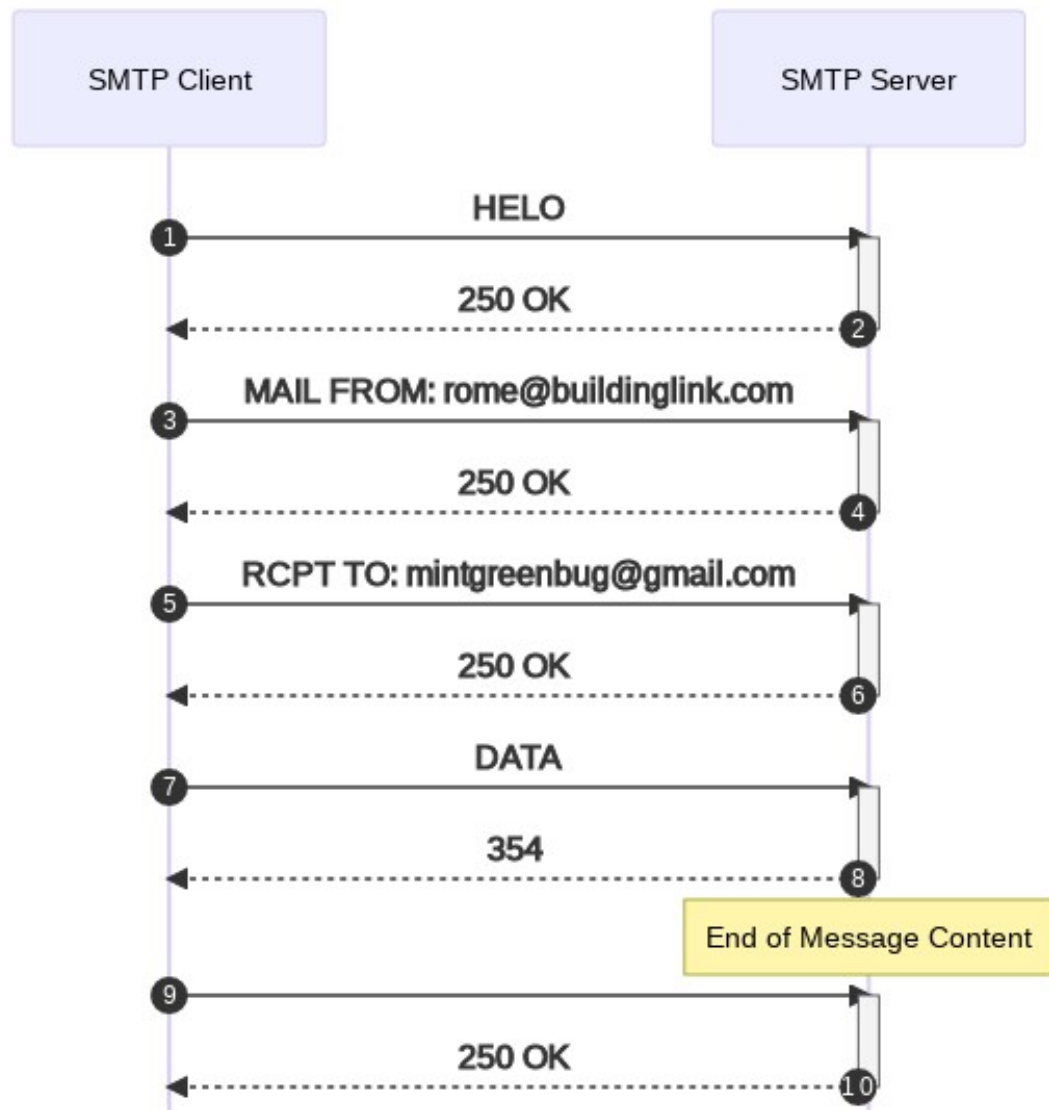 SMTP Client
SMTP Server
HELO
1
250 OK
2
MAIL FROM: rome@buildinglink.com
3
250 OK
4
RCPT TO: mintgreenbug@gmail.com
5
250 OK
6
DATA
7
354
8
End of Message Content
9
250 OK
10